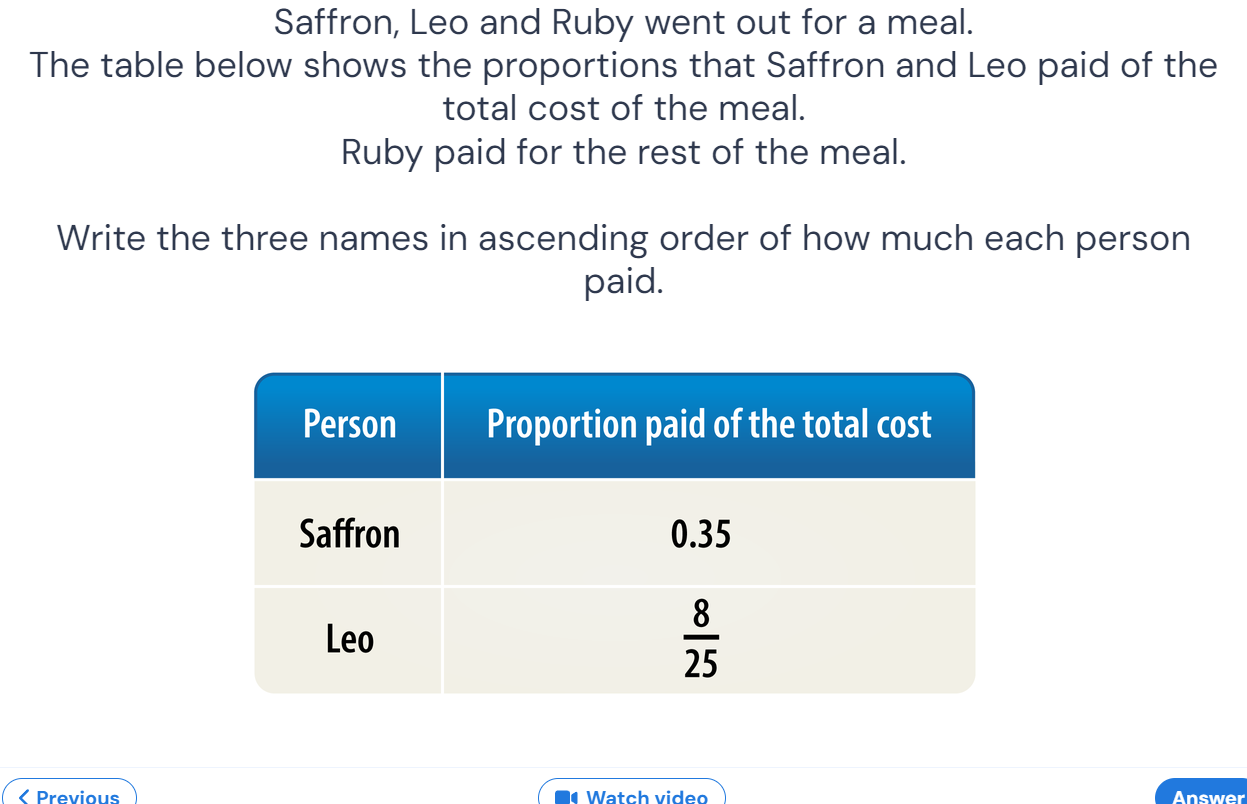 Saffron, Leo and Ruby went out for a meal.
The table below shows the proportions that Saffron and Leo paid of the
total cost of the meal.
Ruby paid for the rest of the meal.
Write the three names in ascending order of how much each person
paid.
Person Proportion paid of the total cost
Saffron 0.35
Leo 8/25
Previous Watch video Answer